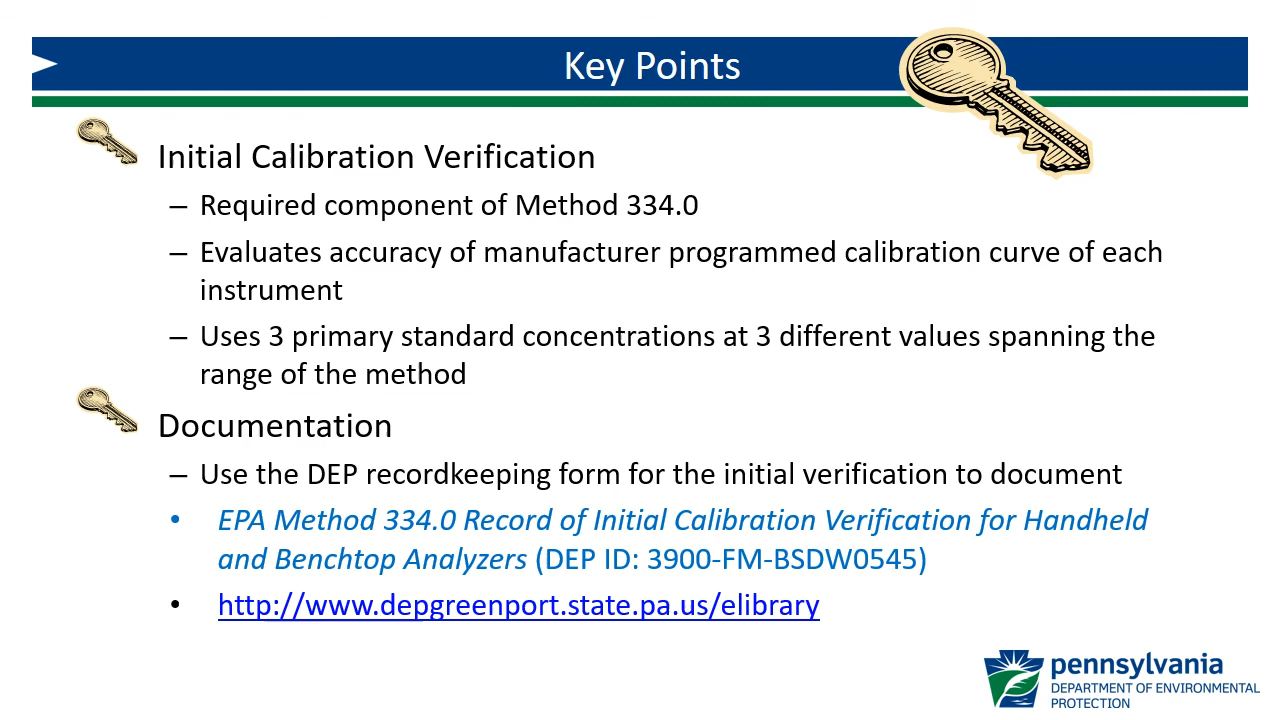 Key Points
Initial Calibration Verification
– Required component of Method 334.0
– Evaluates accuracy of manufacturer programmed calibration curve of each
instrument
– Uses 3 primary standard concentrations at 3 different values spanning the
range of the method
Documentation
– Use the DEP recordkeeping form for the initial verification to document
• EPA Method 334.0 Record of Initial Calibration Verification for Handheld
and Benchtop Analyzers (DEP ID: 3900-FM-BSDW0545)
• http://www.depgreenport.state.pa.us/elibrary
pennsylvania
DEPARTMENT OF ENVIRONMENTAL
PROTECTION